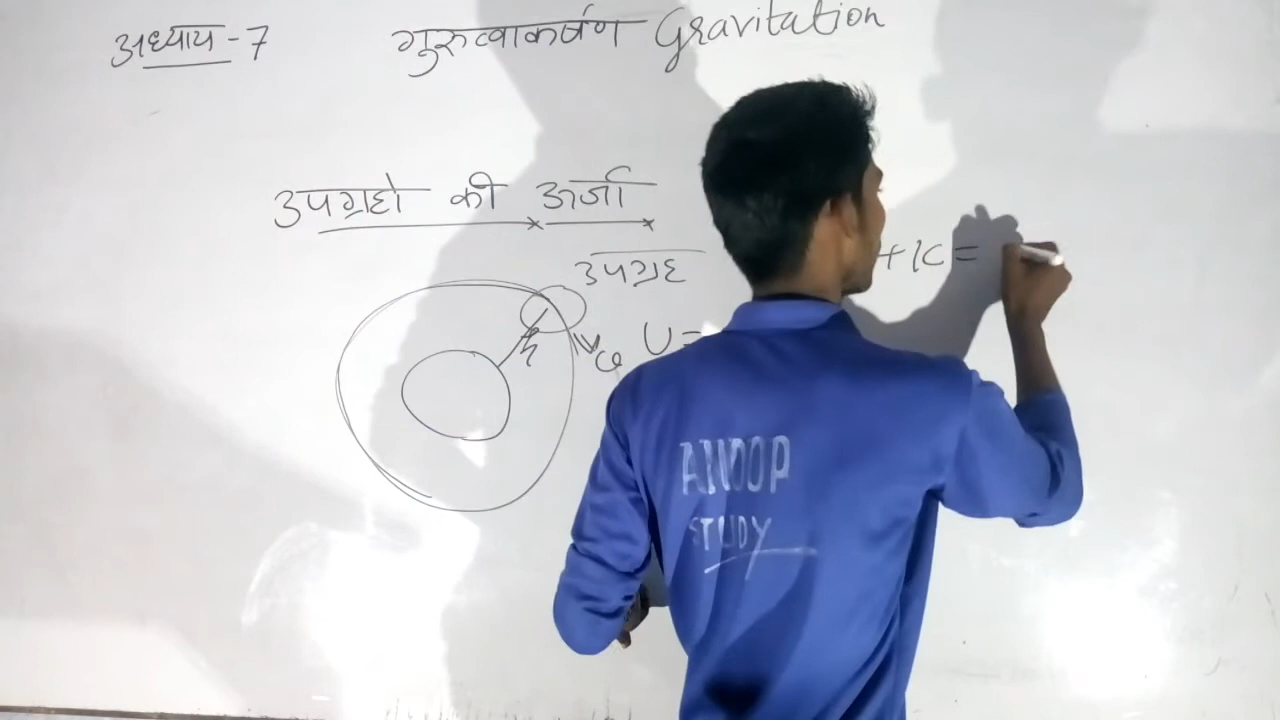 अध्याय - 7 गुरुत्वाकर्षण Gravitation
उपग्रहो की ऊर्जा
उपग्रह
+ K =
h
U =
ANOOP
STUDY